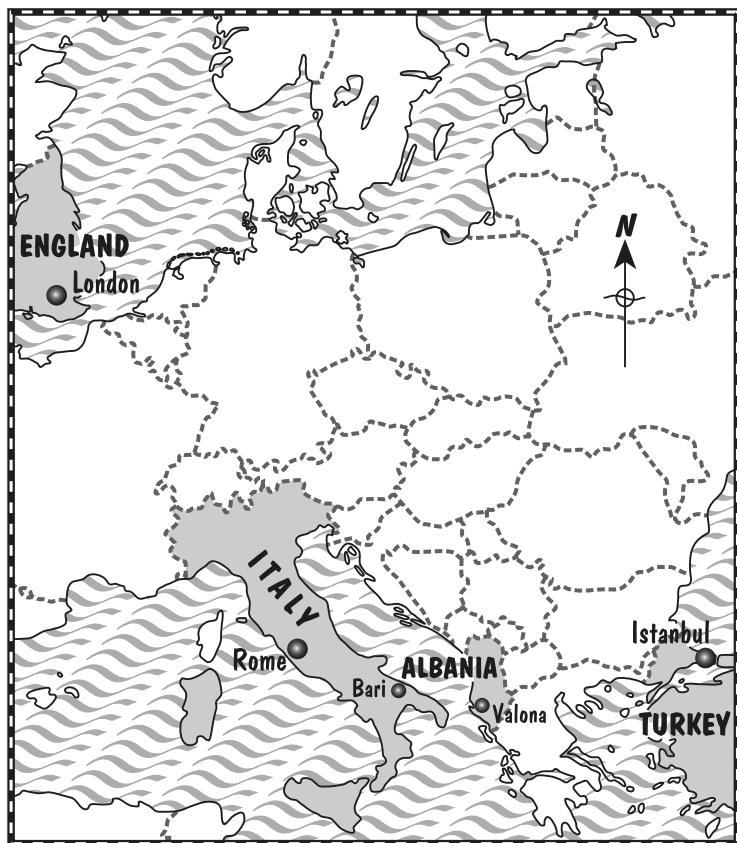 N
ENGLAND
London
ITALY
Istanbul
Rome
ALBANIA
Bari
Valona
TURKEY